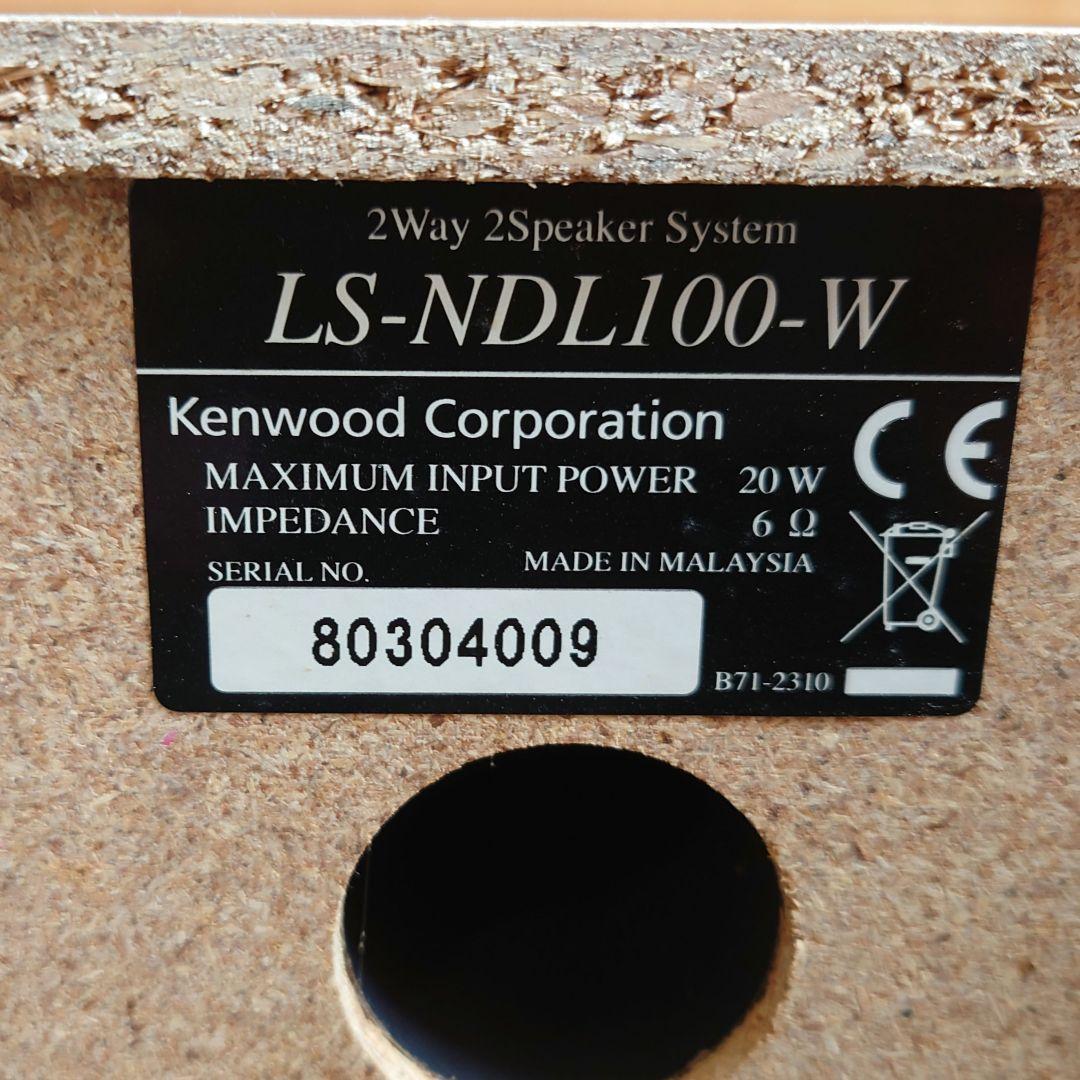 2Way 2Speaker System
LS-NDL100-W
Kenwood Corporation
MAXIMUM INPUT POWER 20 W
IMPEDANCE 6 Ω
MADE IN MALAYSIA
SERIAL NO.
80304009
B71-2310
CE